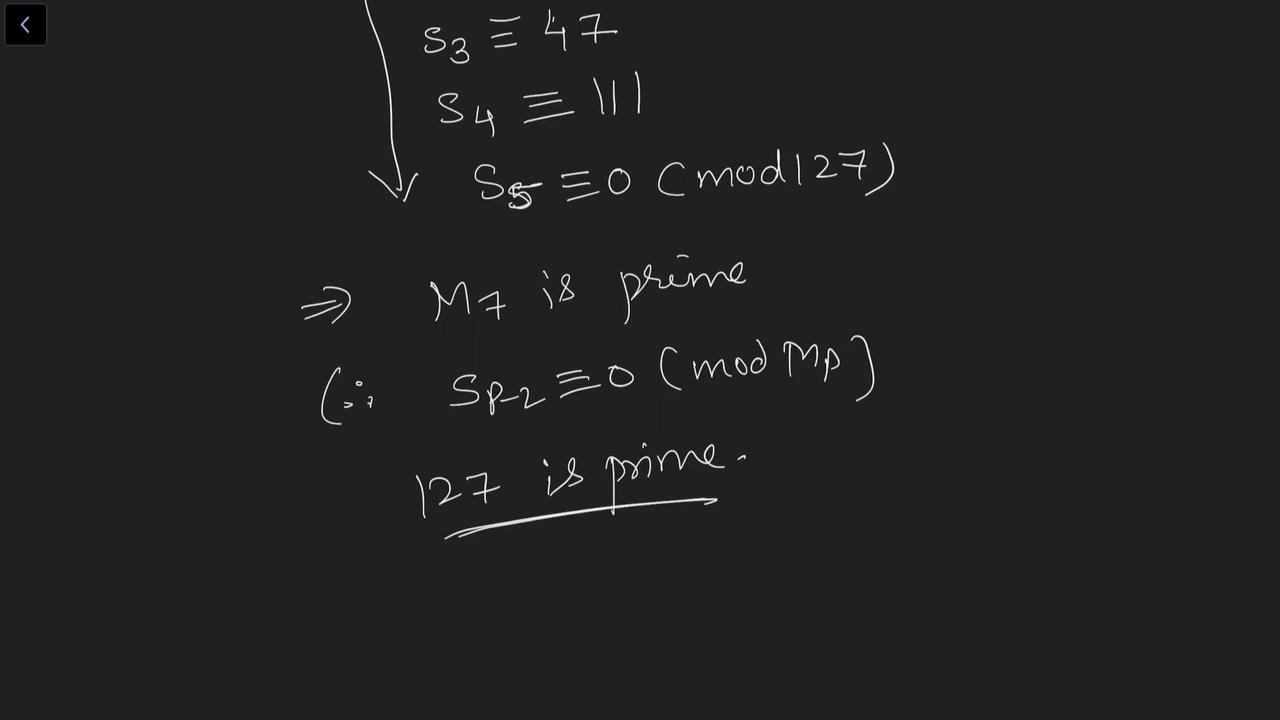 S₃ ≡ 47
S₄ ≡ 111
S₅ ≡ 0 (mod 127)
⇒ M₇ is prime
(∵ Sₚ₋₂ ≡ 0 (mod Mₚ)
127 is prime.